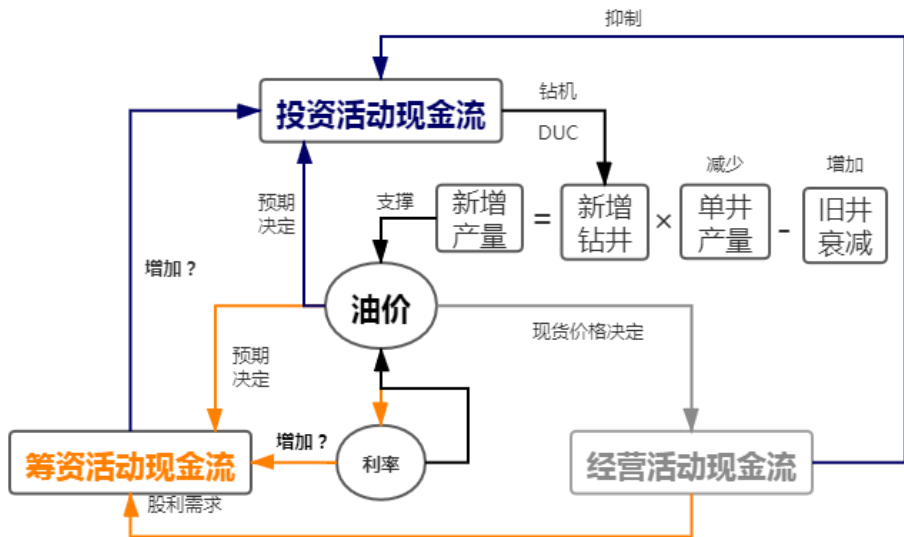 抑制
投资活动现金流
钻机
DUC
减少
增加
预期
决定
支撑
新增
产量
=
新增
钻井
×
单井
产量
-
旧井
衰减
增加？
油价
现货价格决定
预期
决定
增加？
筹资活动现金流
利率
经营活动现金流
股利需求